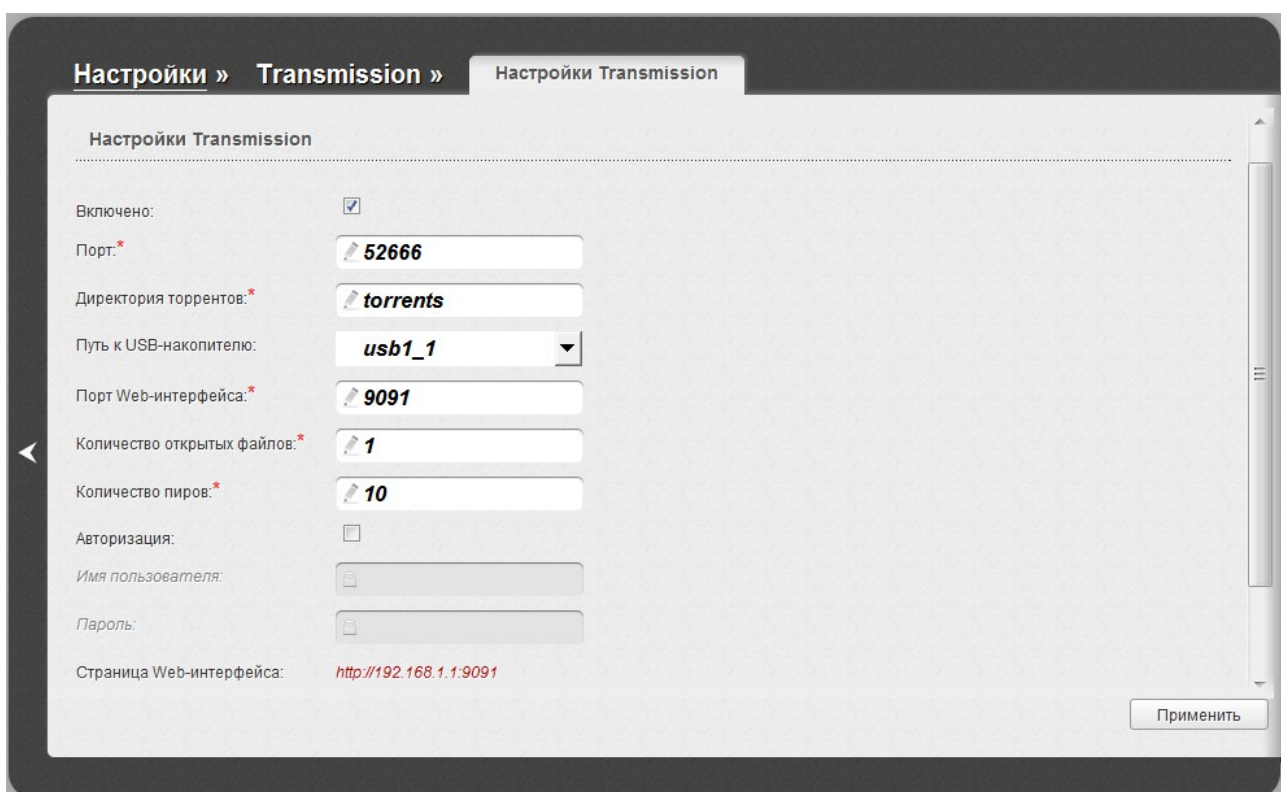 Настройки » Transmission » Настройки Transmission
Настройки Transmission
Включено:
Порт:* 52666
Директория торрентов:* torrents
Путь к USB-накопителю: usb1_1
Порт Web-интерфейса:* 9091
Количество открытых файлов:* 1
Количество пиров:* 10
Авторизация:
Имя пользователя:
Пароль:
Страница Web-интерфейса: http://192.168.1.1:9091
Применить